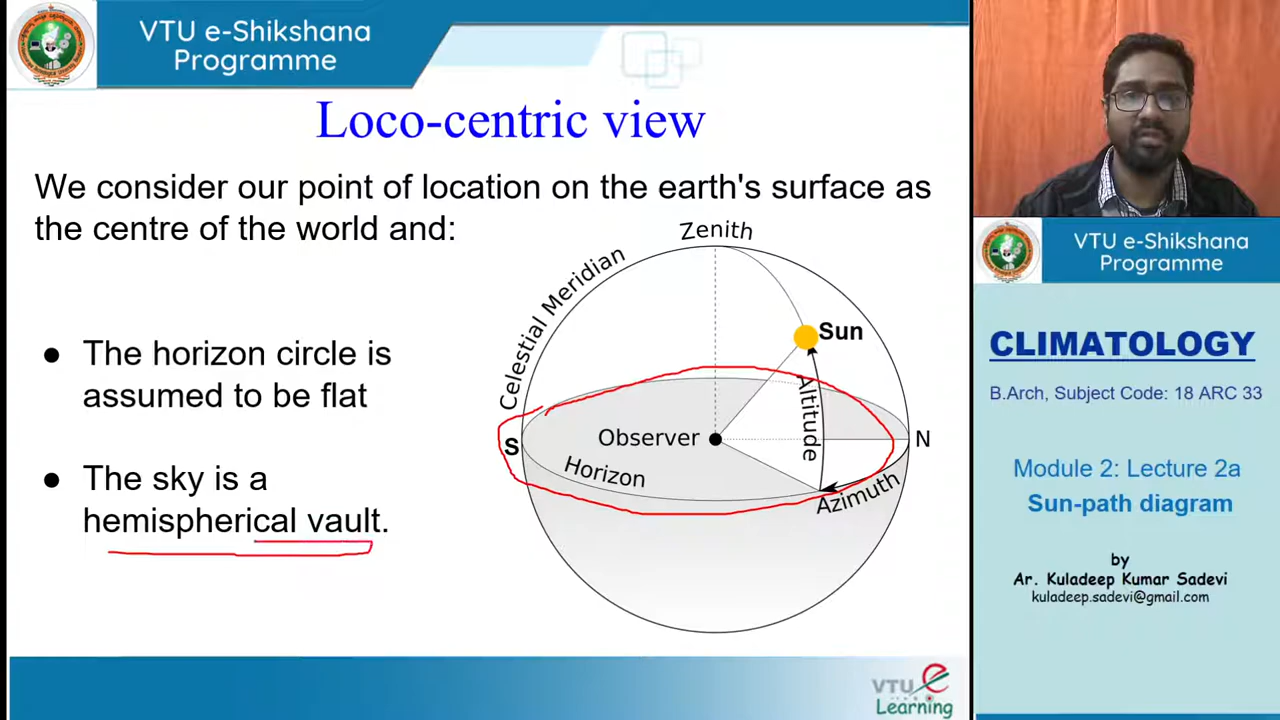 VTU e-Shikshana
Programme
Loco-centric view
We consider our point of location on the earth's surface as
the centre of the world and:
● The horizon circle is
assumed to be flat
● The sky is a
hemispherical vault.
Zenith
Celestial Meridian
Sun
Altitude
Observer
S
N
Horizon
Azimuth
VTU e
Learning
VTU e-Shikshana
Programme
CLIMATOLOGY
B.Arch, Subject Code: 18 ARC 33
Module 2: Lecture 2a
Sun-path diagram
by
Ar. Kuladeep Kumar Sadevi
kuladeep.sadevi@gmail.com